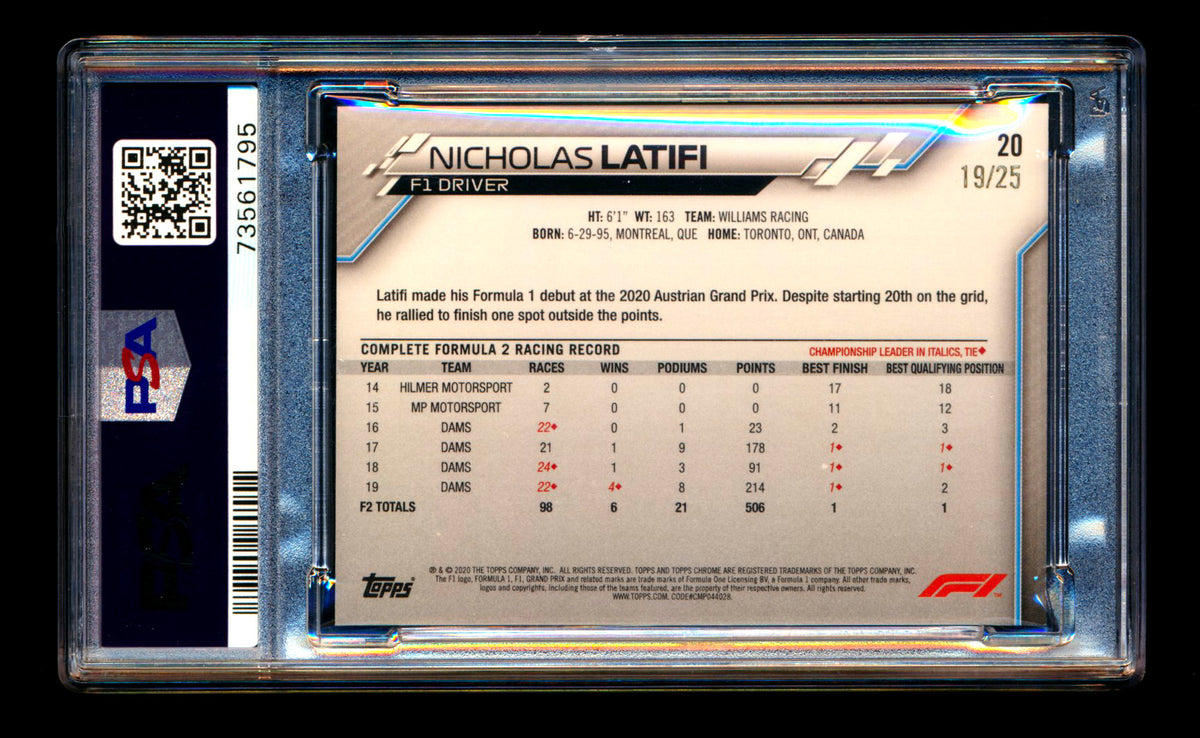 73561795
PSA
PSA
NICHOLAS LATIFI
F1 DRIVER
20
19/25
HT: 6'1" WT: 163 TEAM: WILLIAMS RACING
BORN: 6-29-95, MONTREAL, QUE HOME: TORONTO, ONT, CANADA
Latifi made his Formula 1 debut at the 2020 Austrian Grand Prix. Despite starting 20th on the grid,
he rallied to finish one spot outside the points.
COMPLETE FORMULA 2 RACING RECORD CHAMPIONSHIP LEADER IN ITALICS, TIE♦
YEAR TEAM RACES WINS PODIUMS POINTS BEST FINISH BEST QUALIFYING POSITION
14 HILMER MOTORSPORT 2 0 0 0 17 18
15 MP MOTORSPORT 7 0 0 0 11 12
16 DAMS 22♦ 0 1 23 2 3
17 DAMS 21 1 9 178 1♦ 1♦
18 DAMS 24♦ 1 3 91 1♦ 1♦
19 DAMS 22♦ 4♦ 8 214 1♦ 2
F2 TOTALS 98 6 21 506 1 1
® & © 2020 THE TOPPS COMPANY, INC. ALL RIGHTS RESERVED. TOPPS AND TOPPS CHROME ARE REGISTERED TRADEMARKS OF THE TOPPS COMPANY, INC.
The F1 logo, FORMULA 1, F1, GRAND PRIX and related marks are trade marks of Formula One Licensing BV, a Formula 1 company. All other trade marks,
logos and copyrights, including those of the teams featured, are the property of their respective owners. All rights reserved.
WWW.TOPPS.COM. CODE#CMP044028.
Topps®
F1™